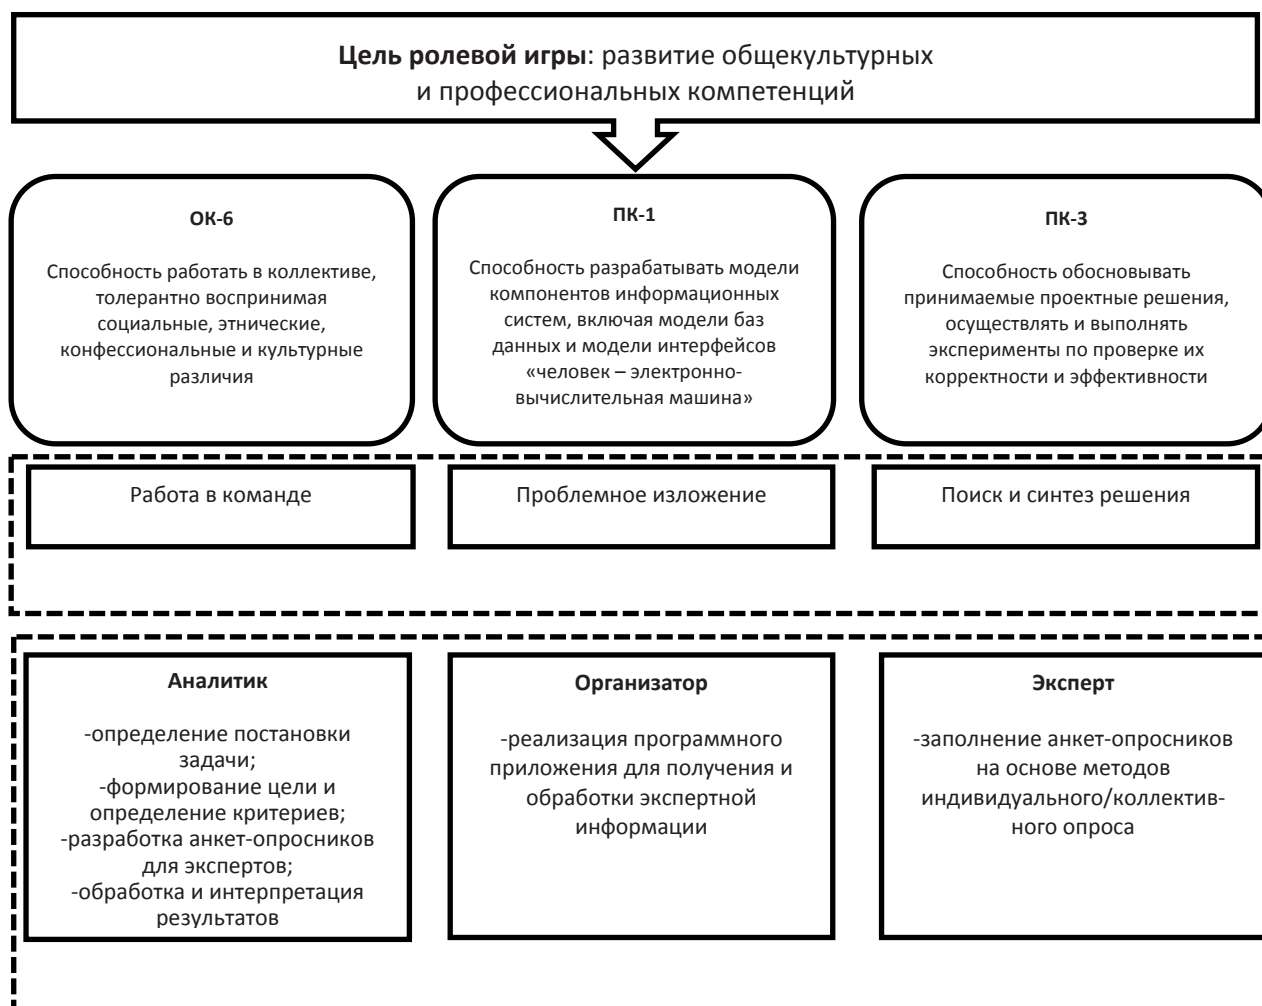 Цель ролевой игры: развитие общекультурных
и профессиональных компетенций
ОК-6
Способность работать в коллективе,
толерантно воспринимая
социальные, этнические,
конфессиональные и культурные
различия
ПК-1
Способность разрабатывать модели
компонентов информационных
систем, включая модели баз
данных и модели интерфейсов
«человек – электронно-
вычислительная машина»
ПК-3
Способность обосновывать
принимаемые проектные решения,
осуществлять и выполнять
эксперименты по проверке их
корректности и эффективности
Работа в команде
Проблемное изложение
Поиск и синтез решения
Аналитик
-определение постановки
задачи;
-формирование цели и
определение критериев;
-разработка анкет-опросников
для экспертов;
-обработка и интерпретация
результатов
Организатор
-реализация программного
приложения для получения и
обработки экспертной
информации
Эксперт
-заполнение анкет-опросников
на основе методов
индивидуального/коллектив-
ного опроса